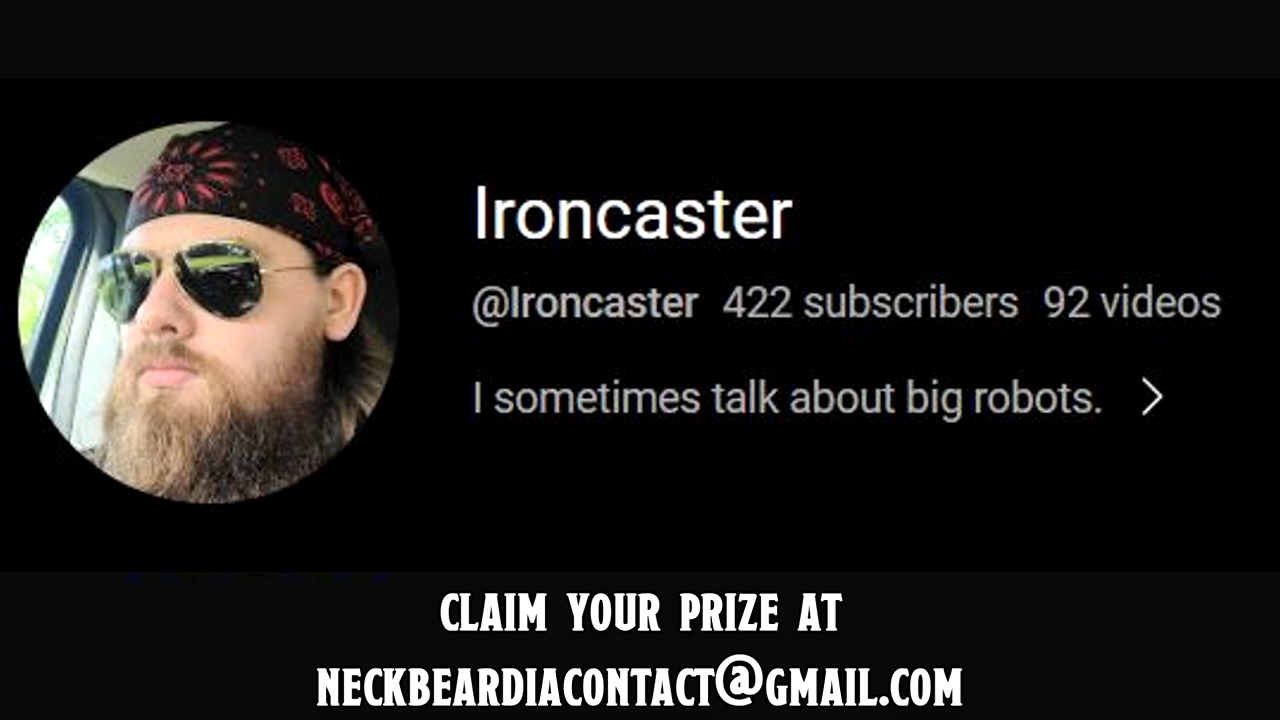 Ironcaster
@Ironcaster 422 subscribers 92 videos
I sometimes talk about big robots.
CLAIM YOUR PRIZE AT
NECKBEARDIACONTACT@GMAIL.COM